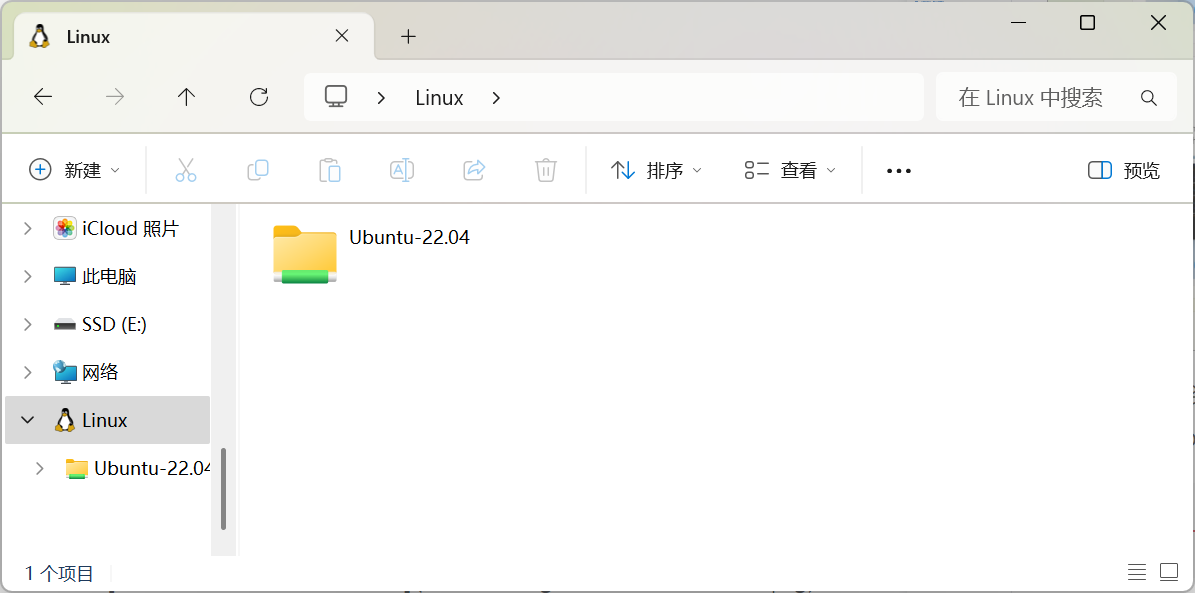 Linux
Linux
在 Linux 中搜索
新建
排序
查看
预览
iCloud 照片
此电脑
SSD (E:)
网络
Linux
Ubuntu-22.04
Ubuntu-22.04
1 个项目